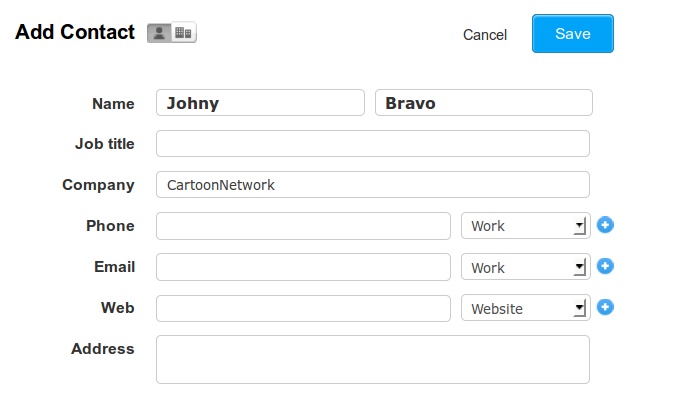 Add Contact Cancel Save
Name Johny Bravo
Job title
Company CartoonNetwork
Phone Work
Email Work
Web Website
Address